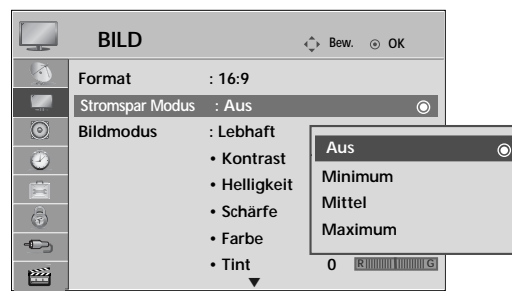 BILD Bew. OK
Format : 16:9
Stromspar Modus : Aus
Bildmodus : Lebhaft
• Kontrast
• Helligkeit
• Schärfe
• Farbe
• Tint 0 R G
Aus
Minimum
Mittel
Maximum